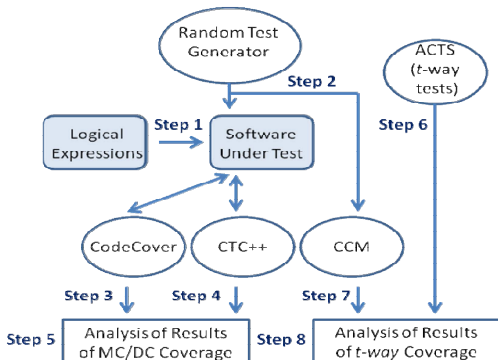 Random Test
Generator
ACTS
(t-way
tests)
Step 2
Step 1
Step 6
Logical
Expressions
Software
Under Test
CodeCover
CTC++
CCM
Step 3
Step 4
Step 7
Step 5
Analysis of Results
of MC/DC Coverage
Step 8
Analysis of Results
of t-way Coverage